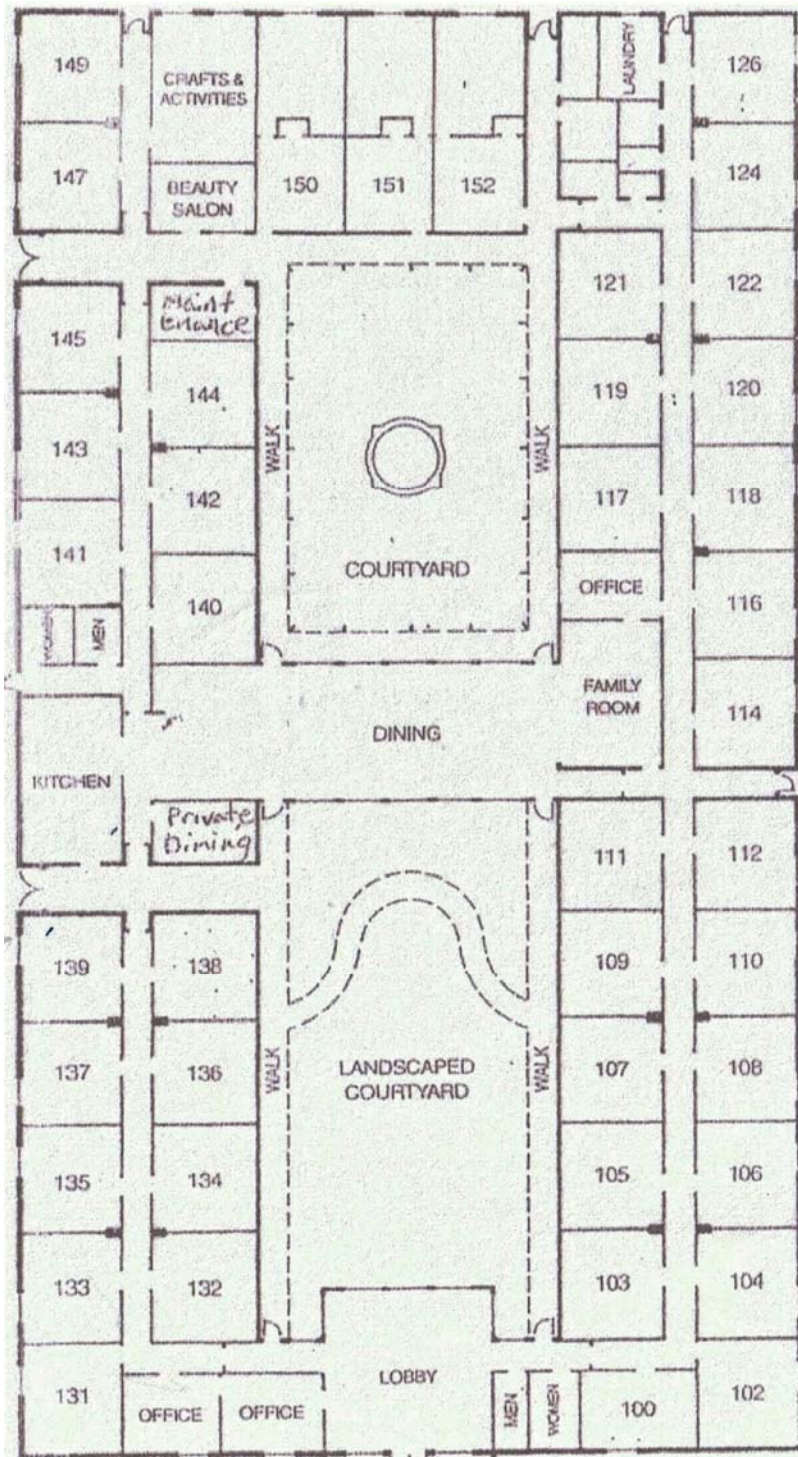 149
CRAFTS &
ACTIVITIES
LAUNDRY
126
147
BEAUTY
SALON
150
151
152
124
145
Maint
enance
121
122
144
119
120
143
WALK
WALK
142
117
118
141
COURTYARD
OFFICE
116
140
WOMEN
MEN
FAMILY
ROOM
114
DINING
KITCHEN
Private
Dining
111
112
139
138
109
110
137
136
WALK
LANDSCAPED
COURTYARD
WALK
107
108
135
134
105
106
133
132
103
104
131
OFFICE
OFFICE
LOBBY
MEN
WOMEN
100
102